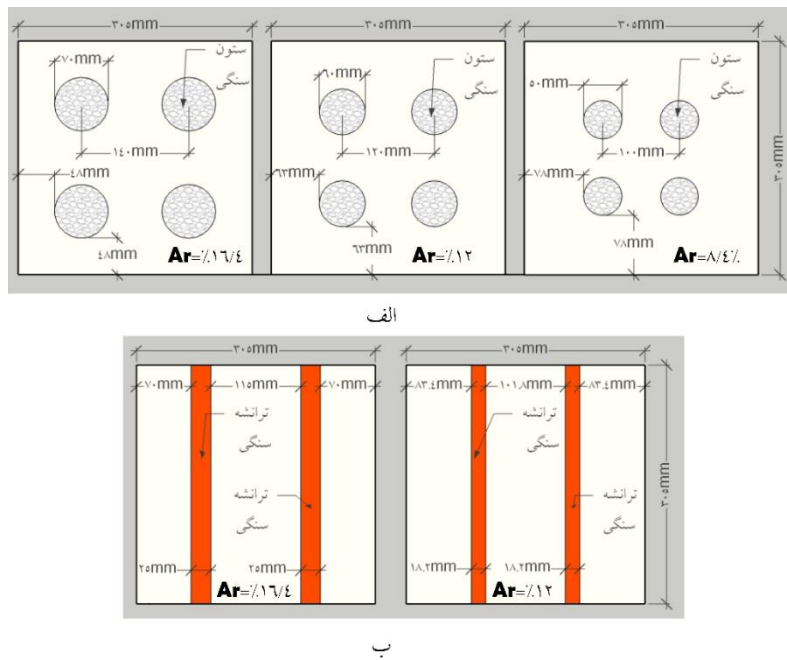 ۳۰۵mm ۳۰۵mm ۳۰۵mm
۷۰mm ستون سنگی
۱۴۰mm
۴۸mm
۴۸mm
Ar=٪۱۶/٤
۶۰mm ستون سنگی
۱۲۰mm
۶۳mm
۶۳mm
Ar=٪۱۲
۵۰mm ستون سنگی
۱۰۰mm
۷۸mm
۷۸mm
Ar=۸/٤٪
۳۰۵mm
الف
۳۰۵mm ۳۰۵mm
۷۰mm ۱۱۵mm ۷۰mm
ترانشه
سنگی
ترانشه
سنگی
۲۵mm ۲۵mm
Ar=٪۱۶/٤
۸۳.٤mm ۱۰۱.۸mm ۸۳.٤mm
ترانشه
سنگی
ترانشه
سنگی
۱۸.۲mm ۱۸.۲mm
Ar=٪۱۲
۳۰۵mm
ب